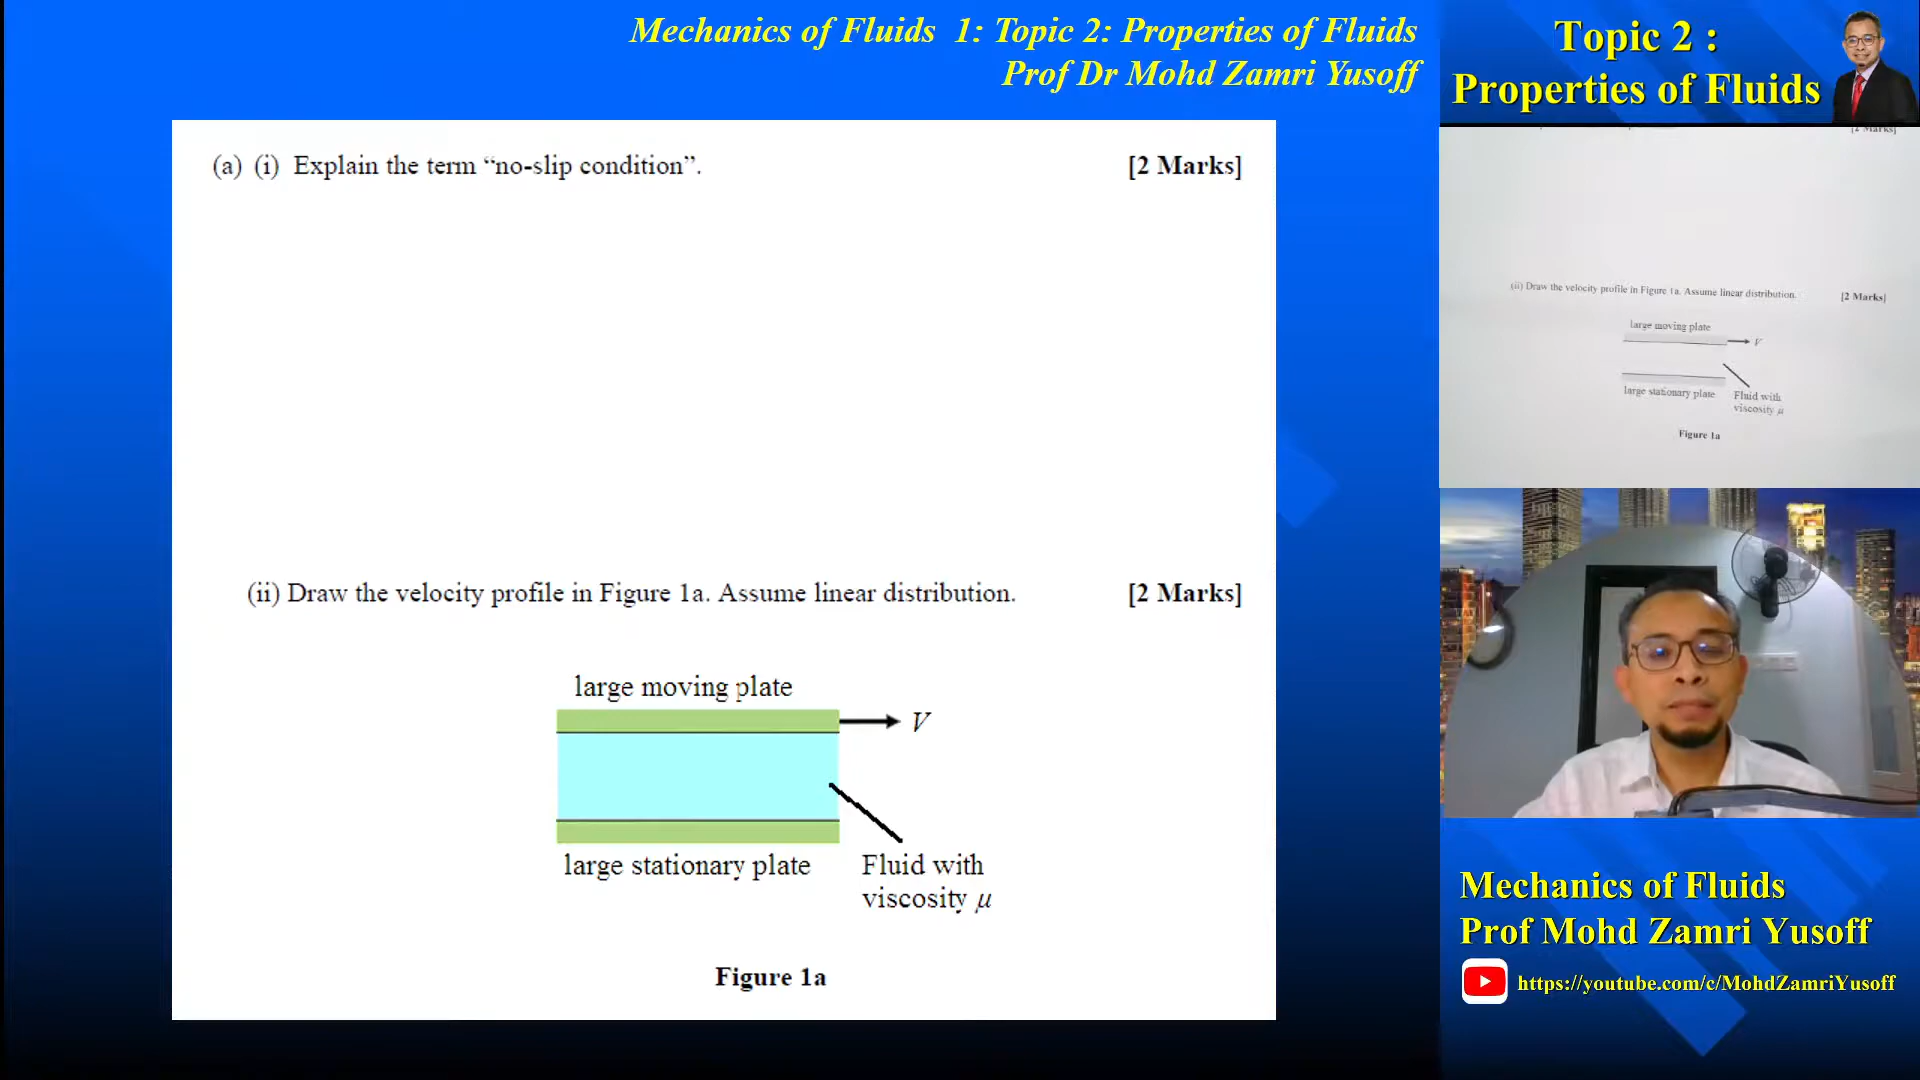 Mechanics of Fluids 1: Topic 2: Properties of Fluids
Prof Dr Mohd Zamri Yusoff
Topic 2 :
Properties of Fluids
(a) (i) Explain the term “no-slip condition”. [2 Marks]
(ii) Draw the velocity profile in Figure 1a. Assume linear distribution. [2 Marks]
large moving plate
V
large stationary plate
Fluid with
viscosity μ
Figure 1a
[2 Marks]
(ii) Draw the velocity profile in Figure 1a. Assume linear distribution. [2 Marks]
large moving plate
V
large stationary plate
Fluid with
viscosity μ
Figure 1a
Mechanics of Fluids
Prof Mohd Zamri Yusoff
https://youtube.com/c/MohdZamriYusoff